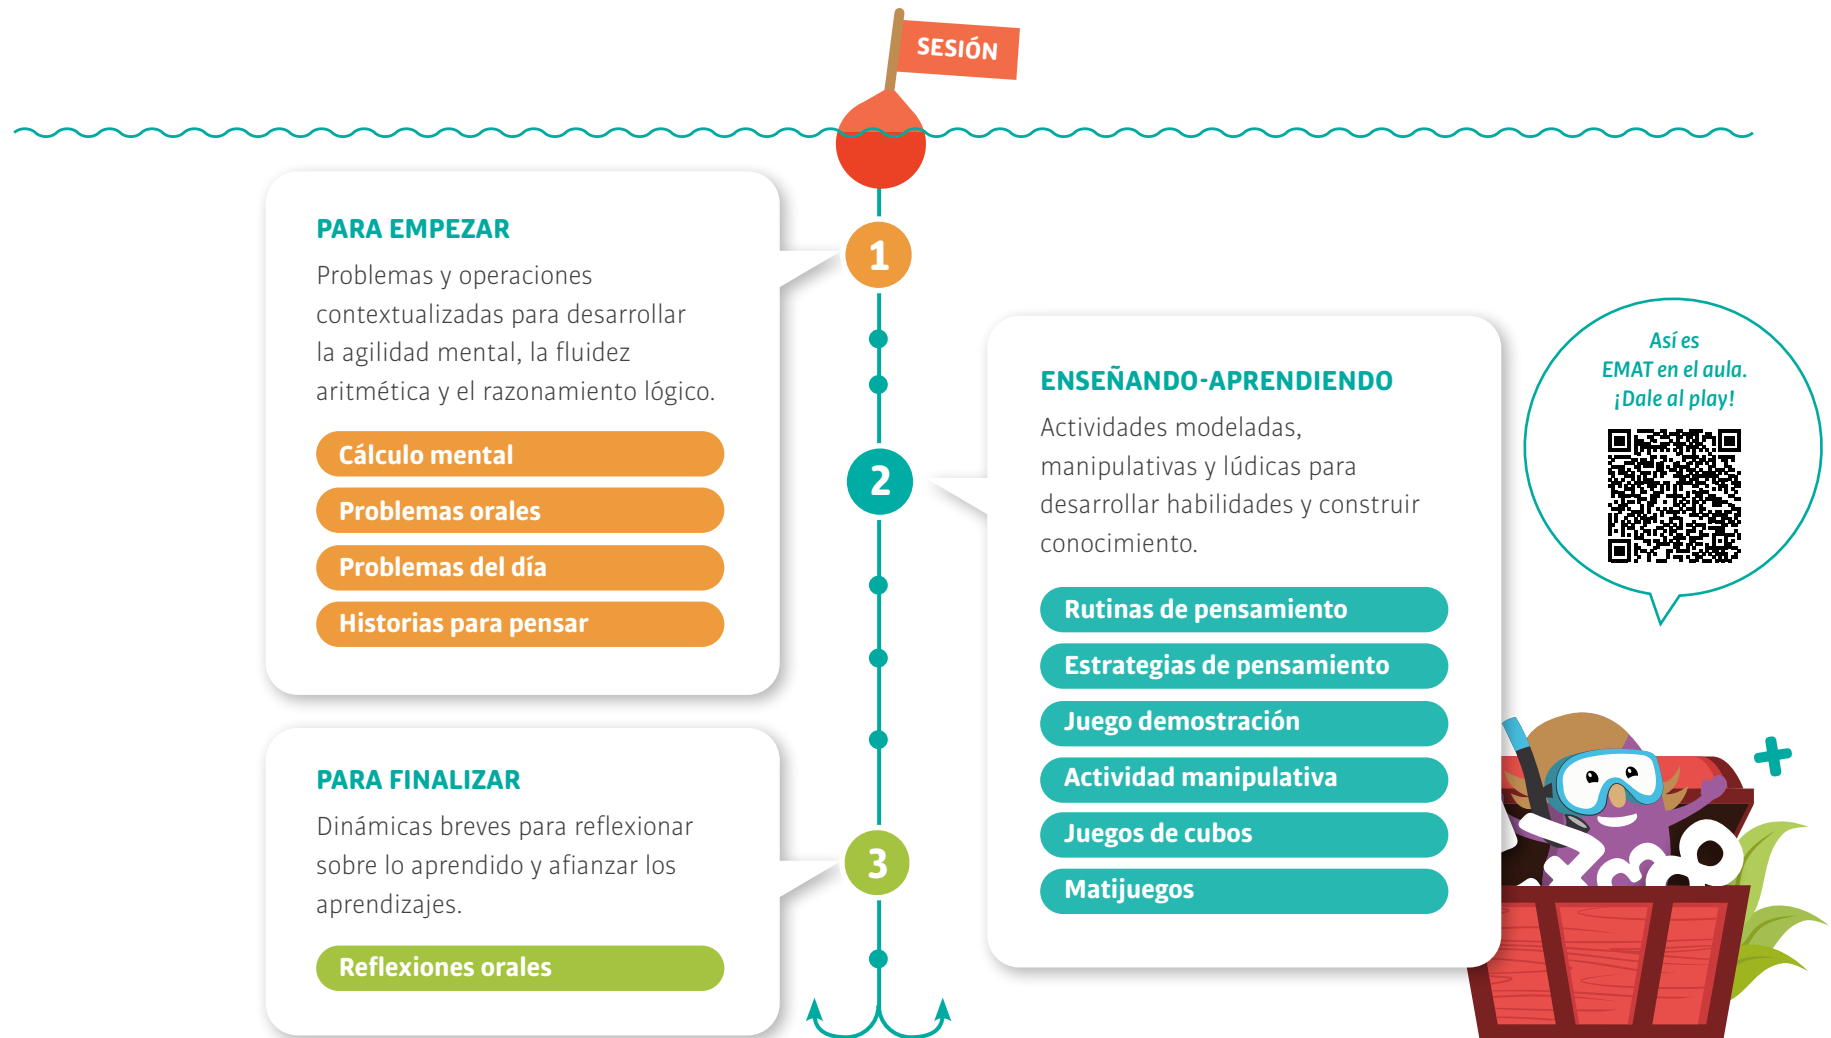 SESIÓN
1
PARA EMPEZAR
Problemas y operaciones
contextualizadas para desarrollar
la agilidad mental, la fluidez
aritmética y el razonamiento lógico.
Cálculo mental
Problemas orales
Problemas del día
Historias para pensar
2
ENSEÑANDO-APRENDIENDO
Actividades modeladas,
manipulativas y lúdicas para
desarrollar habilidades y construir
conocimiento.
Rutinas de pensamiento
Estrategias de pensamiento
Juego demostración
Actividad manipulativa
Juegos de cubos
Matijuegos
3
PARA FINALIZAR
Dinámicas breves para reflexionar
sobre lo aprendido y afianzar los
aprendizajes.
Reflexiones orales
Así es
EMAT en el aula.
¡Dale al play!